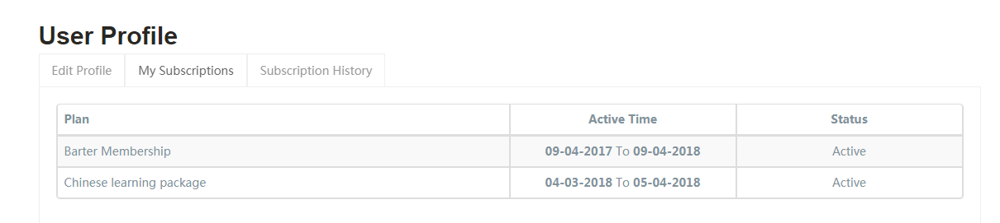 User Profile
Edit Profile My Subscriptions Subscription History
Plan Active Time Status
Barter Membership 09-04-2017 To 09-04-2018 Active
Chinese learning package 04-03-2018 To 05-04-2018 Active